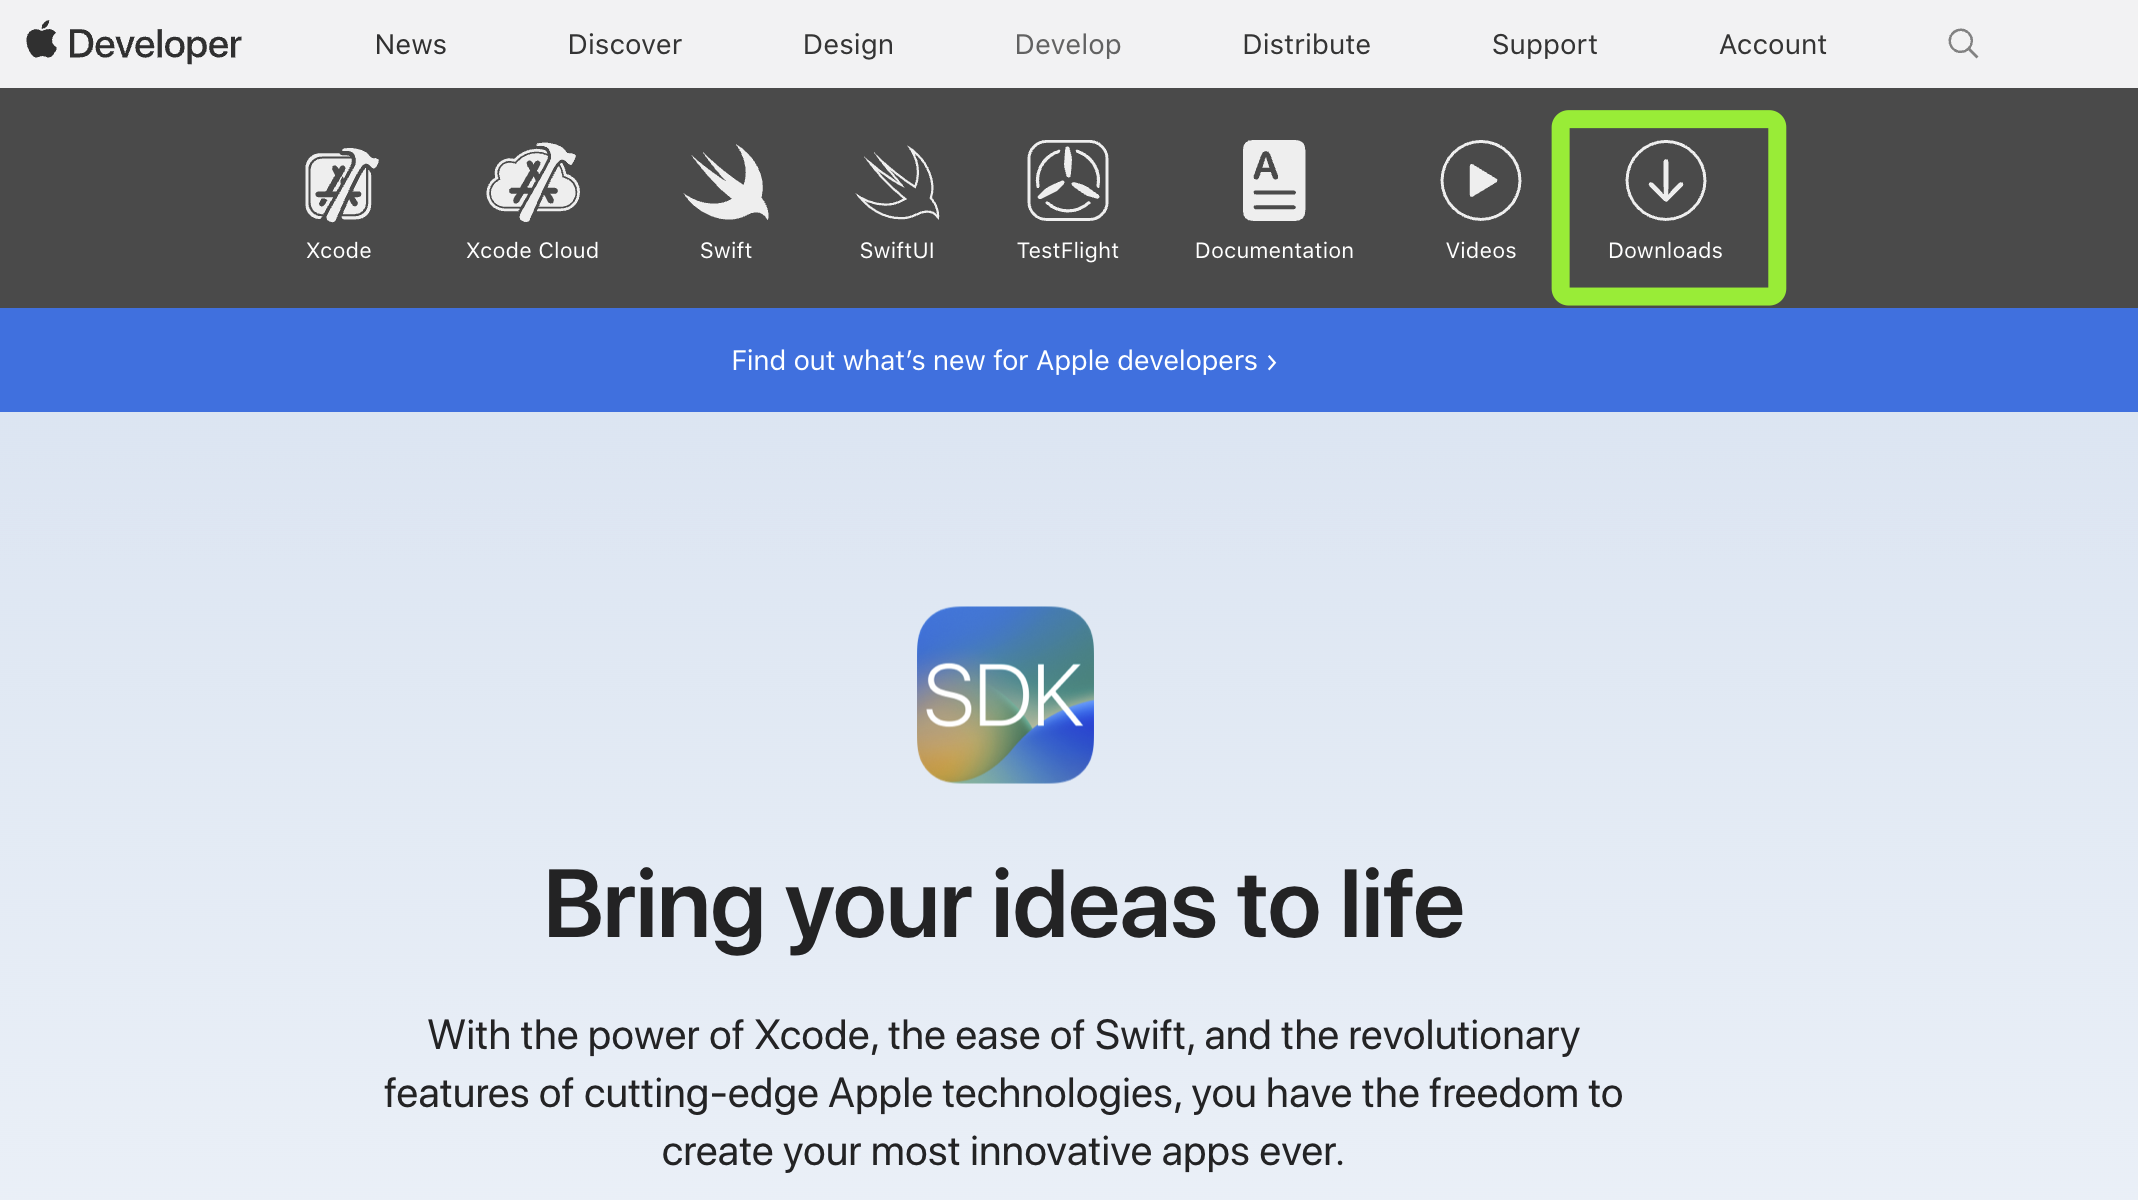 Developer
News
Discover
Design
Develop
Distribute
Support
Account
Xcode
Xcode Cloud
Swift
SwiftUI
TestFlight
A
Documentation
Videos
Downloads
Find out what’s new for Apple developers ›
SDK
Bring your ideas to life
With the power of Xcode, the ease of Swift, and the revolutionary
features of cutting-edge Apple technologies, you have the freedom to
create your most innovative apps ever.